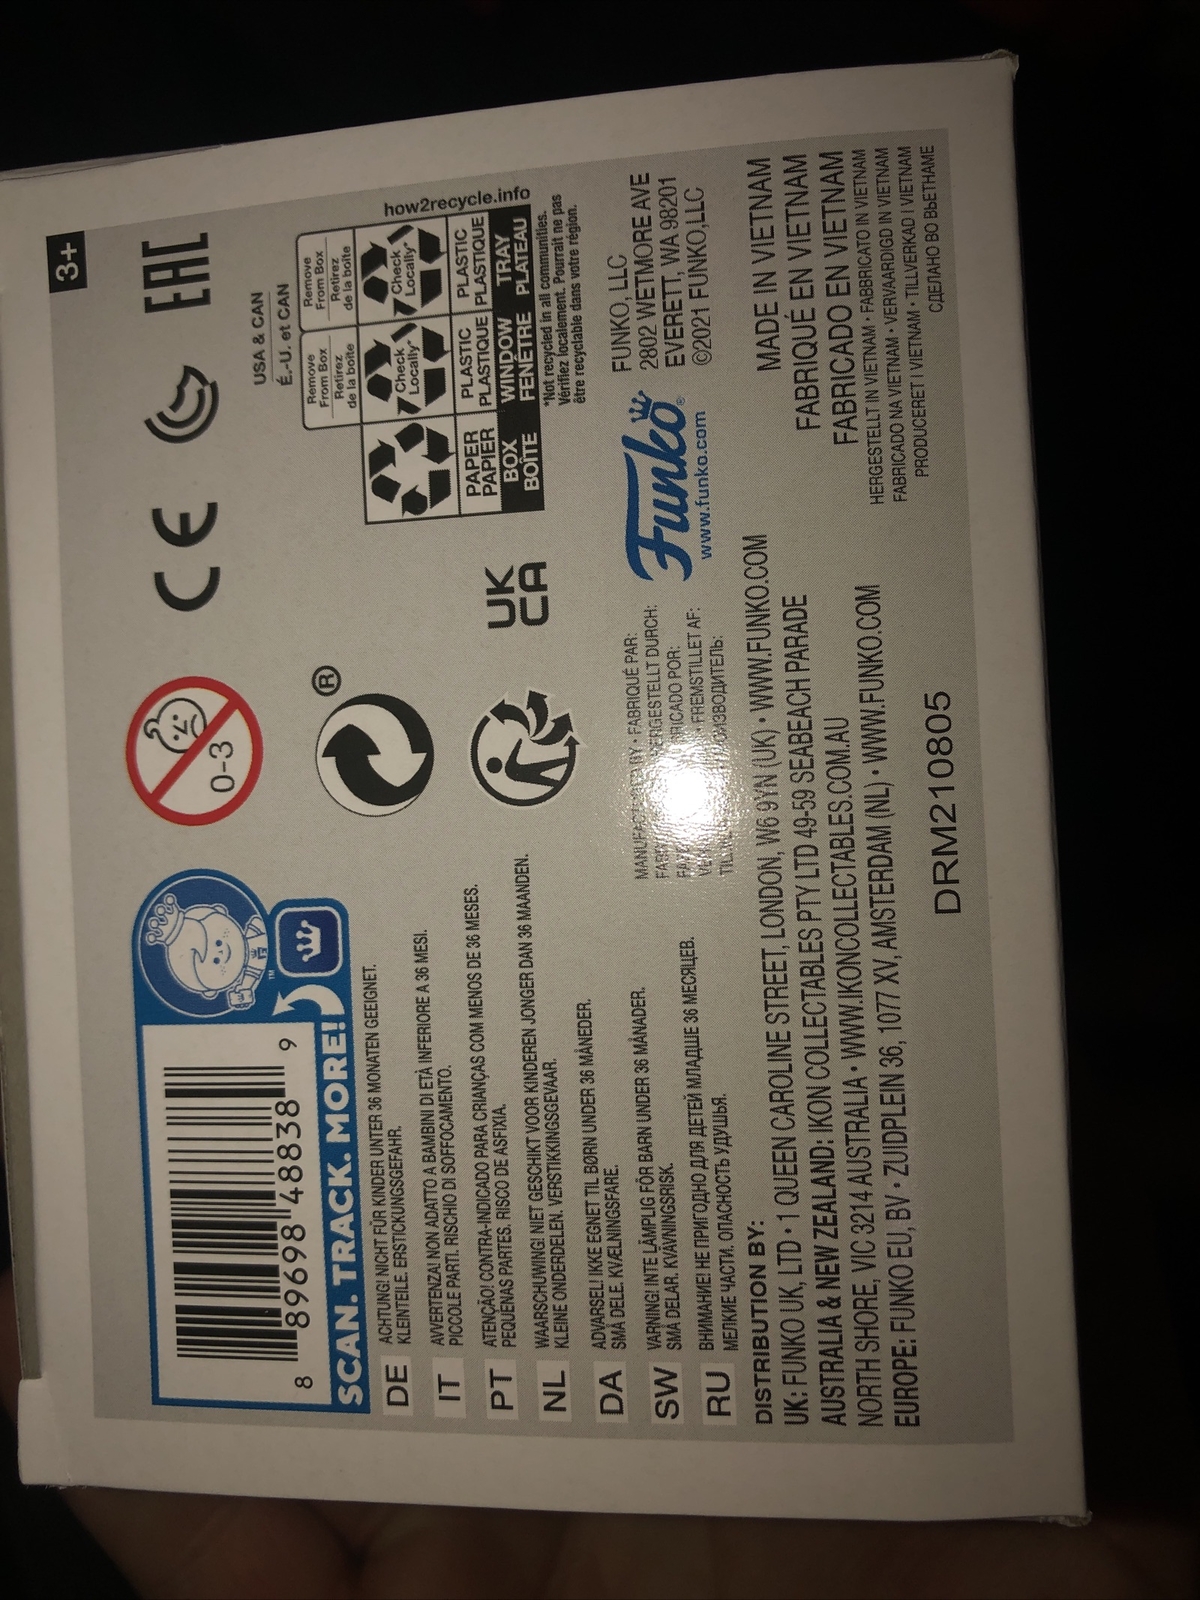 3+
8 89698 48838 9
SCAN. TRACK. MORE!
™
0-3
CE
EAC
®
UK
CA
USA & CAN
É.-U. et CAN
Remove
From Box
Retirez
de la boîte
Remove
From Box
Retirez
de la boîte
Check
Locally*
Check
Locally*
PAPER
PAPIER
PLASTIC
PLASTIQUE
PLASTIC
PLASTIQUE
BOX
BOÎTE
WINDOW
FENÊTRE
TRAY
PLATEAU
how2recycle.info
*Not recycled in all communities.
Vérifiez localement. Pourrait ne pas
être recyclable dans votre région.
DE ACHTUNG! NICHT FÜR KINDER UNTER 36 MONATEN GEEIGNET.
KLEINTEILE. ERSTICKUNGSGEFAHR.
IT AVVERTENZA! NON ADATTO A BAMBINI DI ETÀ INFERIORE A 36 MESI.
PICCOLE PARTI. RISCHIO DI SOFFOCAMENTO.
PT ATENÇÃO! CONTRA-INDICADO PARA CRIANÇAS COM MENOS DE 36 MESES.
PEQUENAS PARTES. RISCO DE ASFIXIA.
NL WAARSCHUWING! NIET GESCHIKT VOOR KINDEREN JONGER DAN 36 MAANDEN.
KLEINE ONDERDELEN. VERSTIKKINGSGEVAAR.
DA ADVARSEL! IKKE EGNET TIL BØRN UNDER 36 MÅNEDER.
SMÅ DELE. KVÆLNINGSFARE.
SW VARNING! INTE LÄMPLIG FÖR BARN UNDER 36 MÅNADER.
SMÅ DELAR. KVÄVNINGSRISK.
RU ВНИМАНИЕ! НЕ ПРИГОДНО ДЛЯ ДЕТЕЙ МЛАДШЕ 36 МЕСЯЦЕВ.
МЕЛКИЕ ЧАСТИ. ОПАСНОСТЬ УДУШЬЯ.
BY • FABRIQUÉ PAR:
HERGESTELLT DURCH:
POR:
FREMSTILLET AF:
Funko®
www.funko.com
FUNKO, LLC
2802 WETMORE AVE
EVERETT, WA 98201
©2021 FUNKO,LLC
DISTRIBUTION BY:
UK: FUNKO UK, LTD • 1 QUEEN CAROLINE STREET, LONDON, W6 9YN (UK) • WWW.FUNKO.COM
AUSTRALIA & NEW ZEALAND: IKON COLLECTABLES PTY LTD 49-59 SEABEACH PARADE
NORTH SHORE, VIC 3214 AUSTRALIA • WWW.IKONCOLLECTABLES.COM.AU
EUROPE: FUNKO EU, BV • ZUIDPLEIN 36, 1077 XV, AMSTERDAM (NL) • WWW.FUNKO.COM
MADE IN VIETNAM
FABRIQUÉ EN VIETNAM
FABRICADO EN VIETNAM
HERGESTELLT IN VIETNAM • FABBRICATO IN VIETNAM
FABRICADO NA VIETNAM • VERVAARDIGD IN VIETNAM
PRODUCERET I VIETNAM • TILLVERKAD I VIETNAM
СДЕЛАНО ВО ВЬЕТНАМЕ
DRM210805